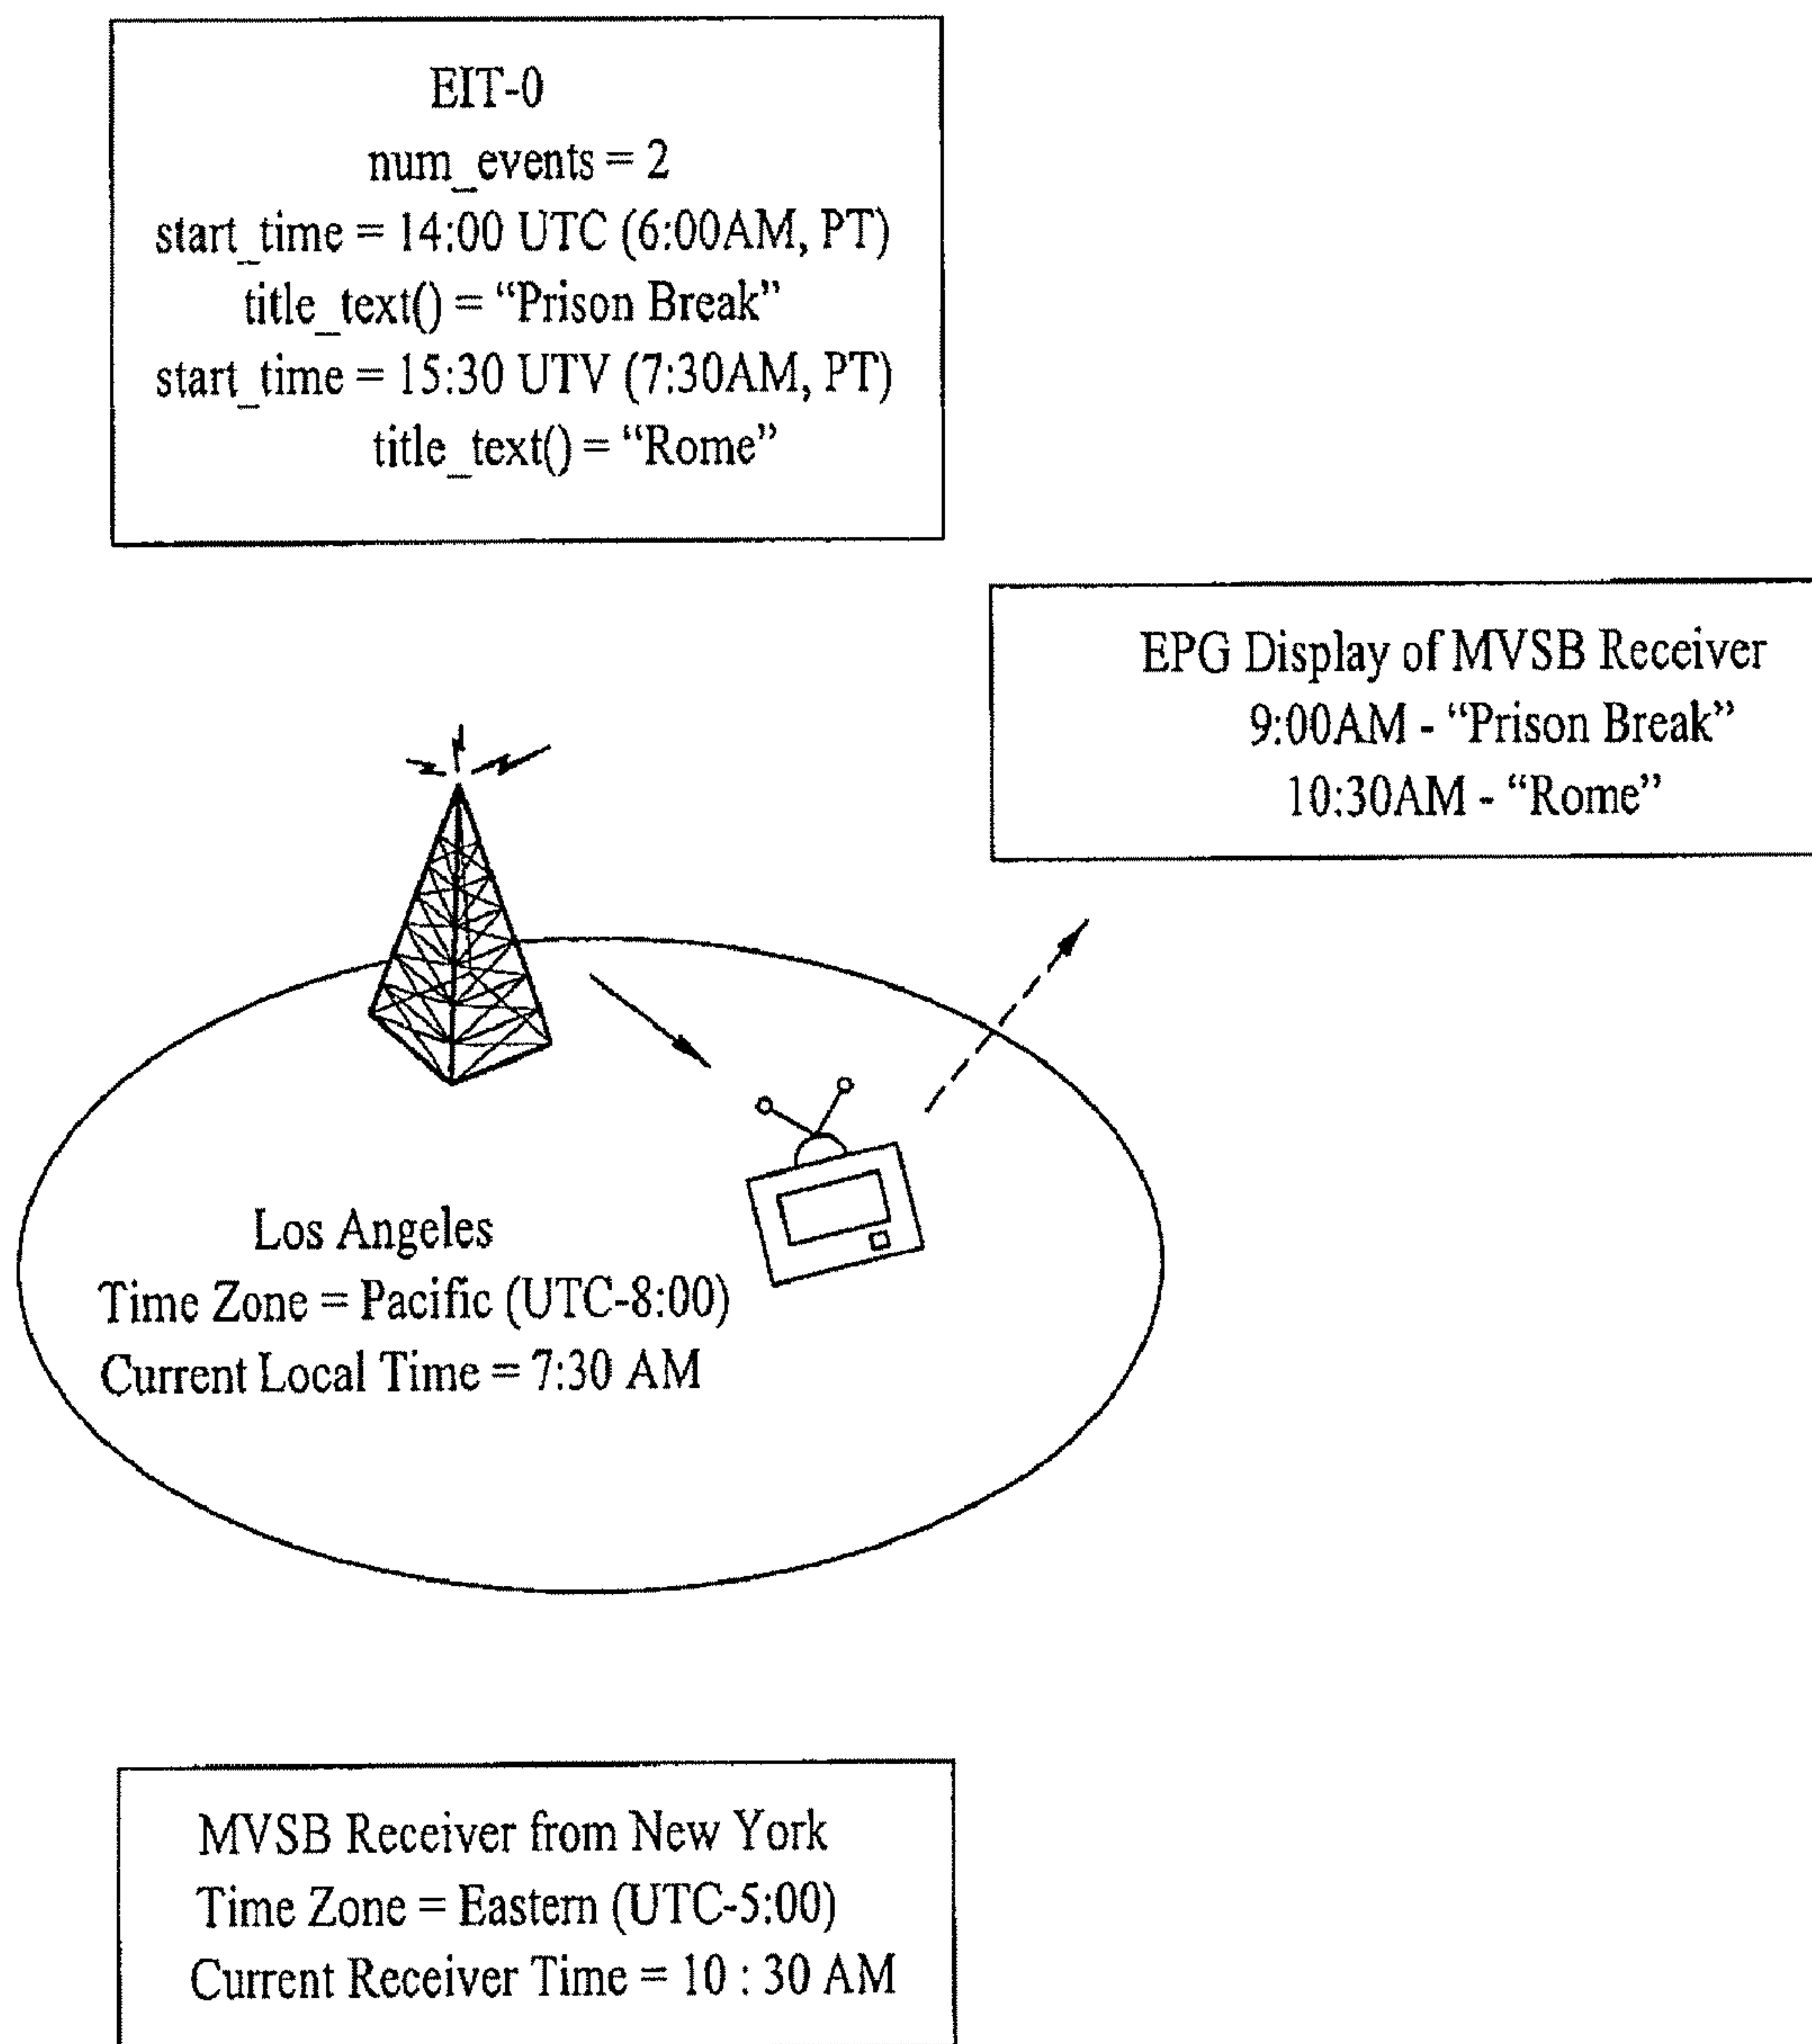 EIT-0
num_events = 2
start_time = 14:00 UTC (6:00AM, PT)
title_text() = “Prison Break”
start_time = 15:30 UTV (7:30AM, PT)
title_text() = “Rome”
EPG Display of MVSB Receiver
9:00AM - “Prison Break”
10:30AM - “Rome”
Los Angeles
Time Zone = Pacific (UTC-8:00)
Current Local Time = 7:30 AM
MVSB Receiver from New York
Time Zone = Eastern (UTC-5:00)
Current Receiver Time = 10 : 30 AM